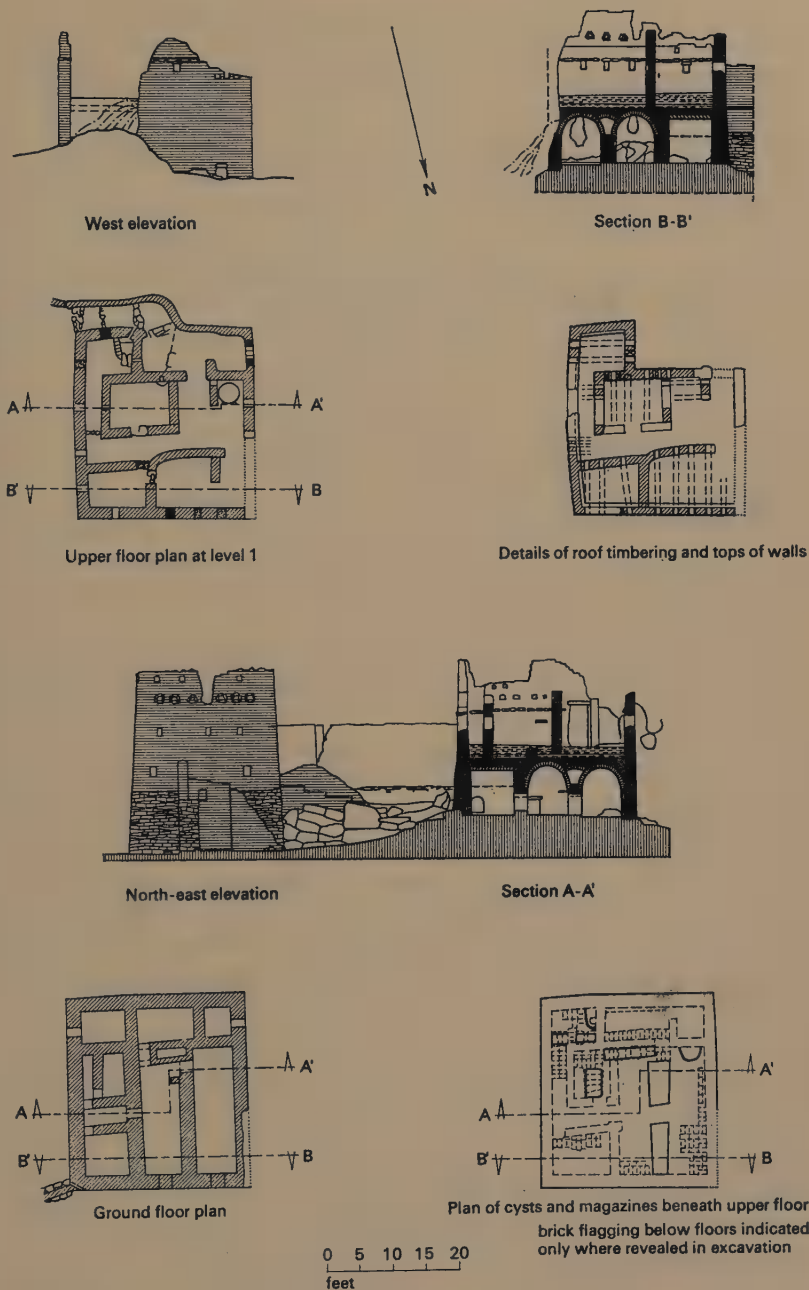 N
West elevation
Section B-B'
A A'
B' B
Upper floor plan at level 1
Details of roof timbering and tops of walls
North-east elevation
Section A-A'
A A'
B' B
Ground floor plan
A A'
B' B
Plan of cysts and magazines beneath upper floor
brick flagging below floors indicated
only where revealed in excavation
0 5 10 15 20
feet